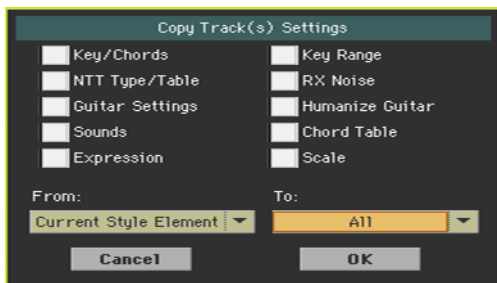 Copy Track(s) Settings
Key/Chords Key Range
NTT Type/Table RX Noise
Guitar Settings Humanize Guitar
Sounds Chord Table
Expression Scale
From: To:
Current Style Element All
Cancel OK